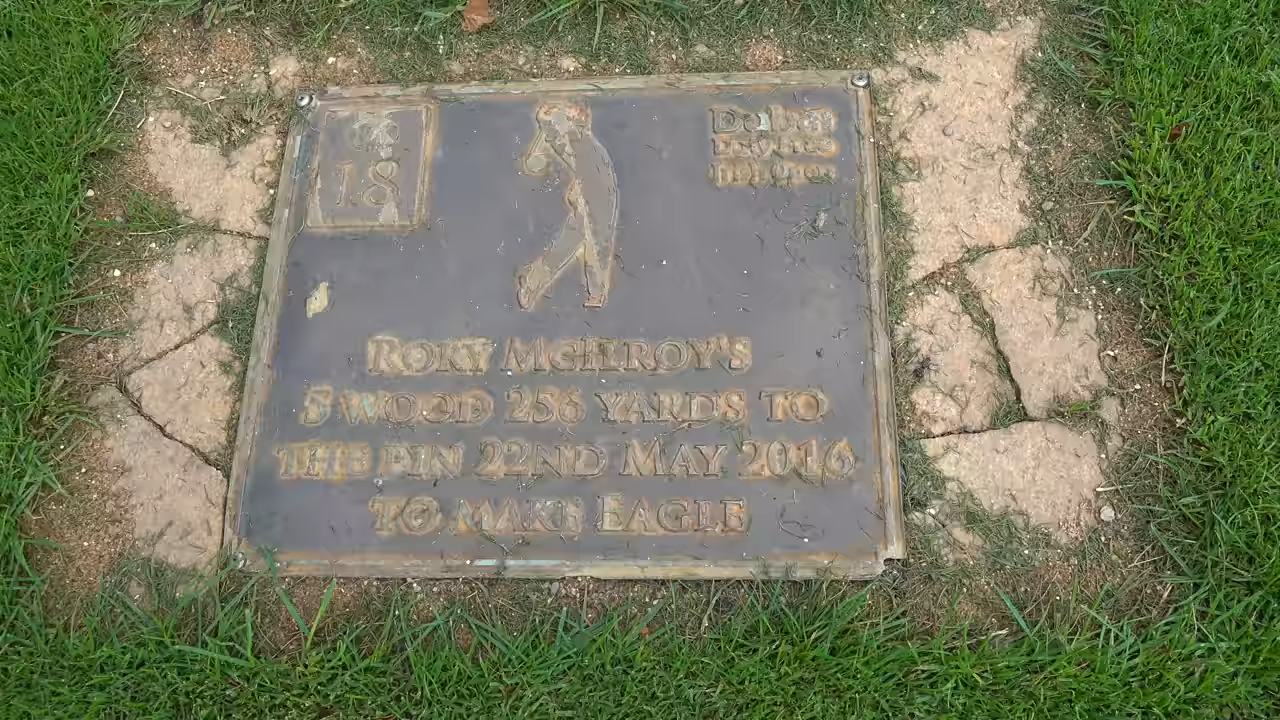 18
RORY MCILROY'S
5 WOOD 256 YARDS TO
THE PIN 22ND MAY 2016
TO MAKE EAGLE